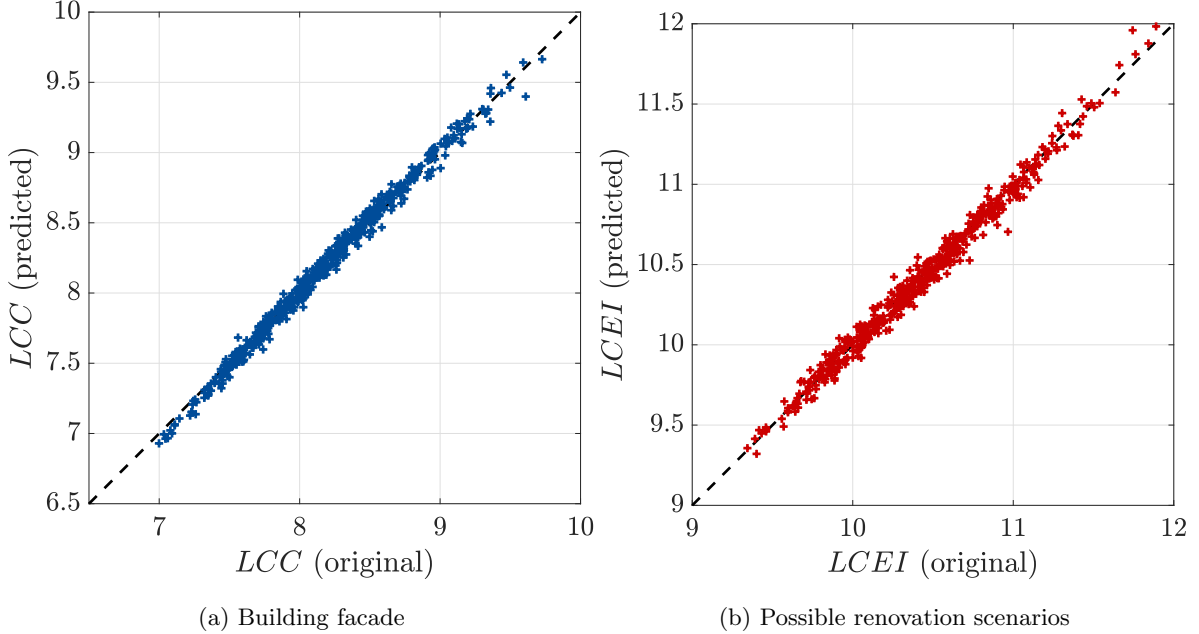 10
9.5
9
8.5
8
7.5
7
6.5
7 8 9 10
LCC (predicted)
LCC (original)
(a) Building facade
12
11.5
11
10.5
10
9.5
9
9 10 11 12
LCEI (predicted)
LCEI (original)
(b) Possible renovation scenarios